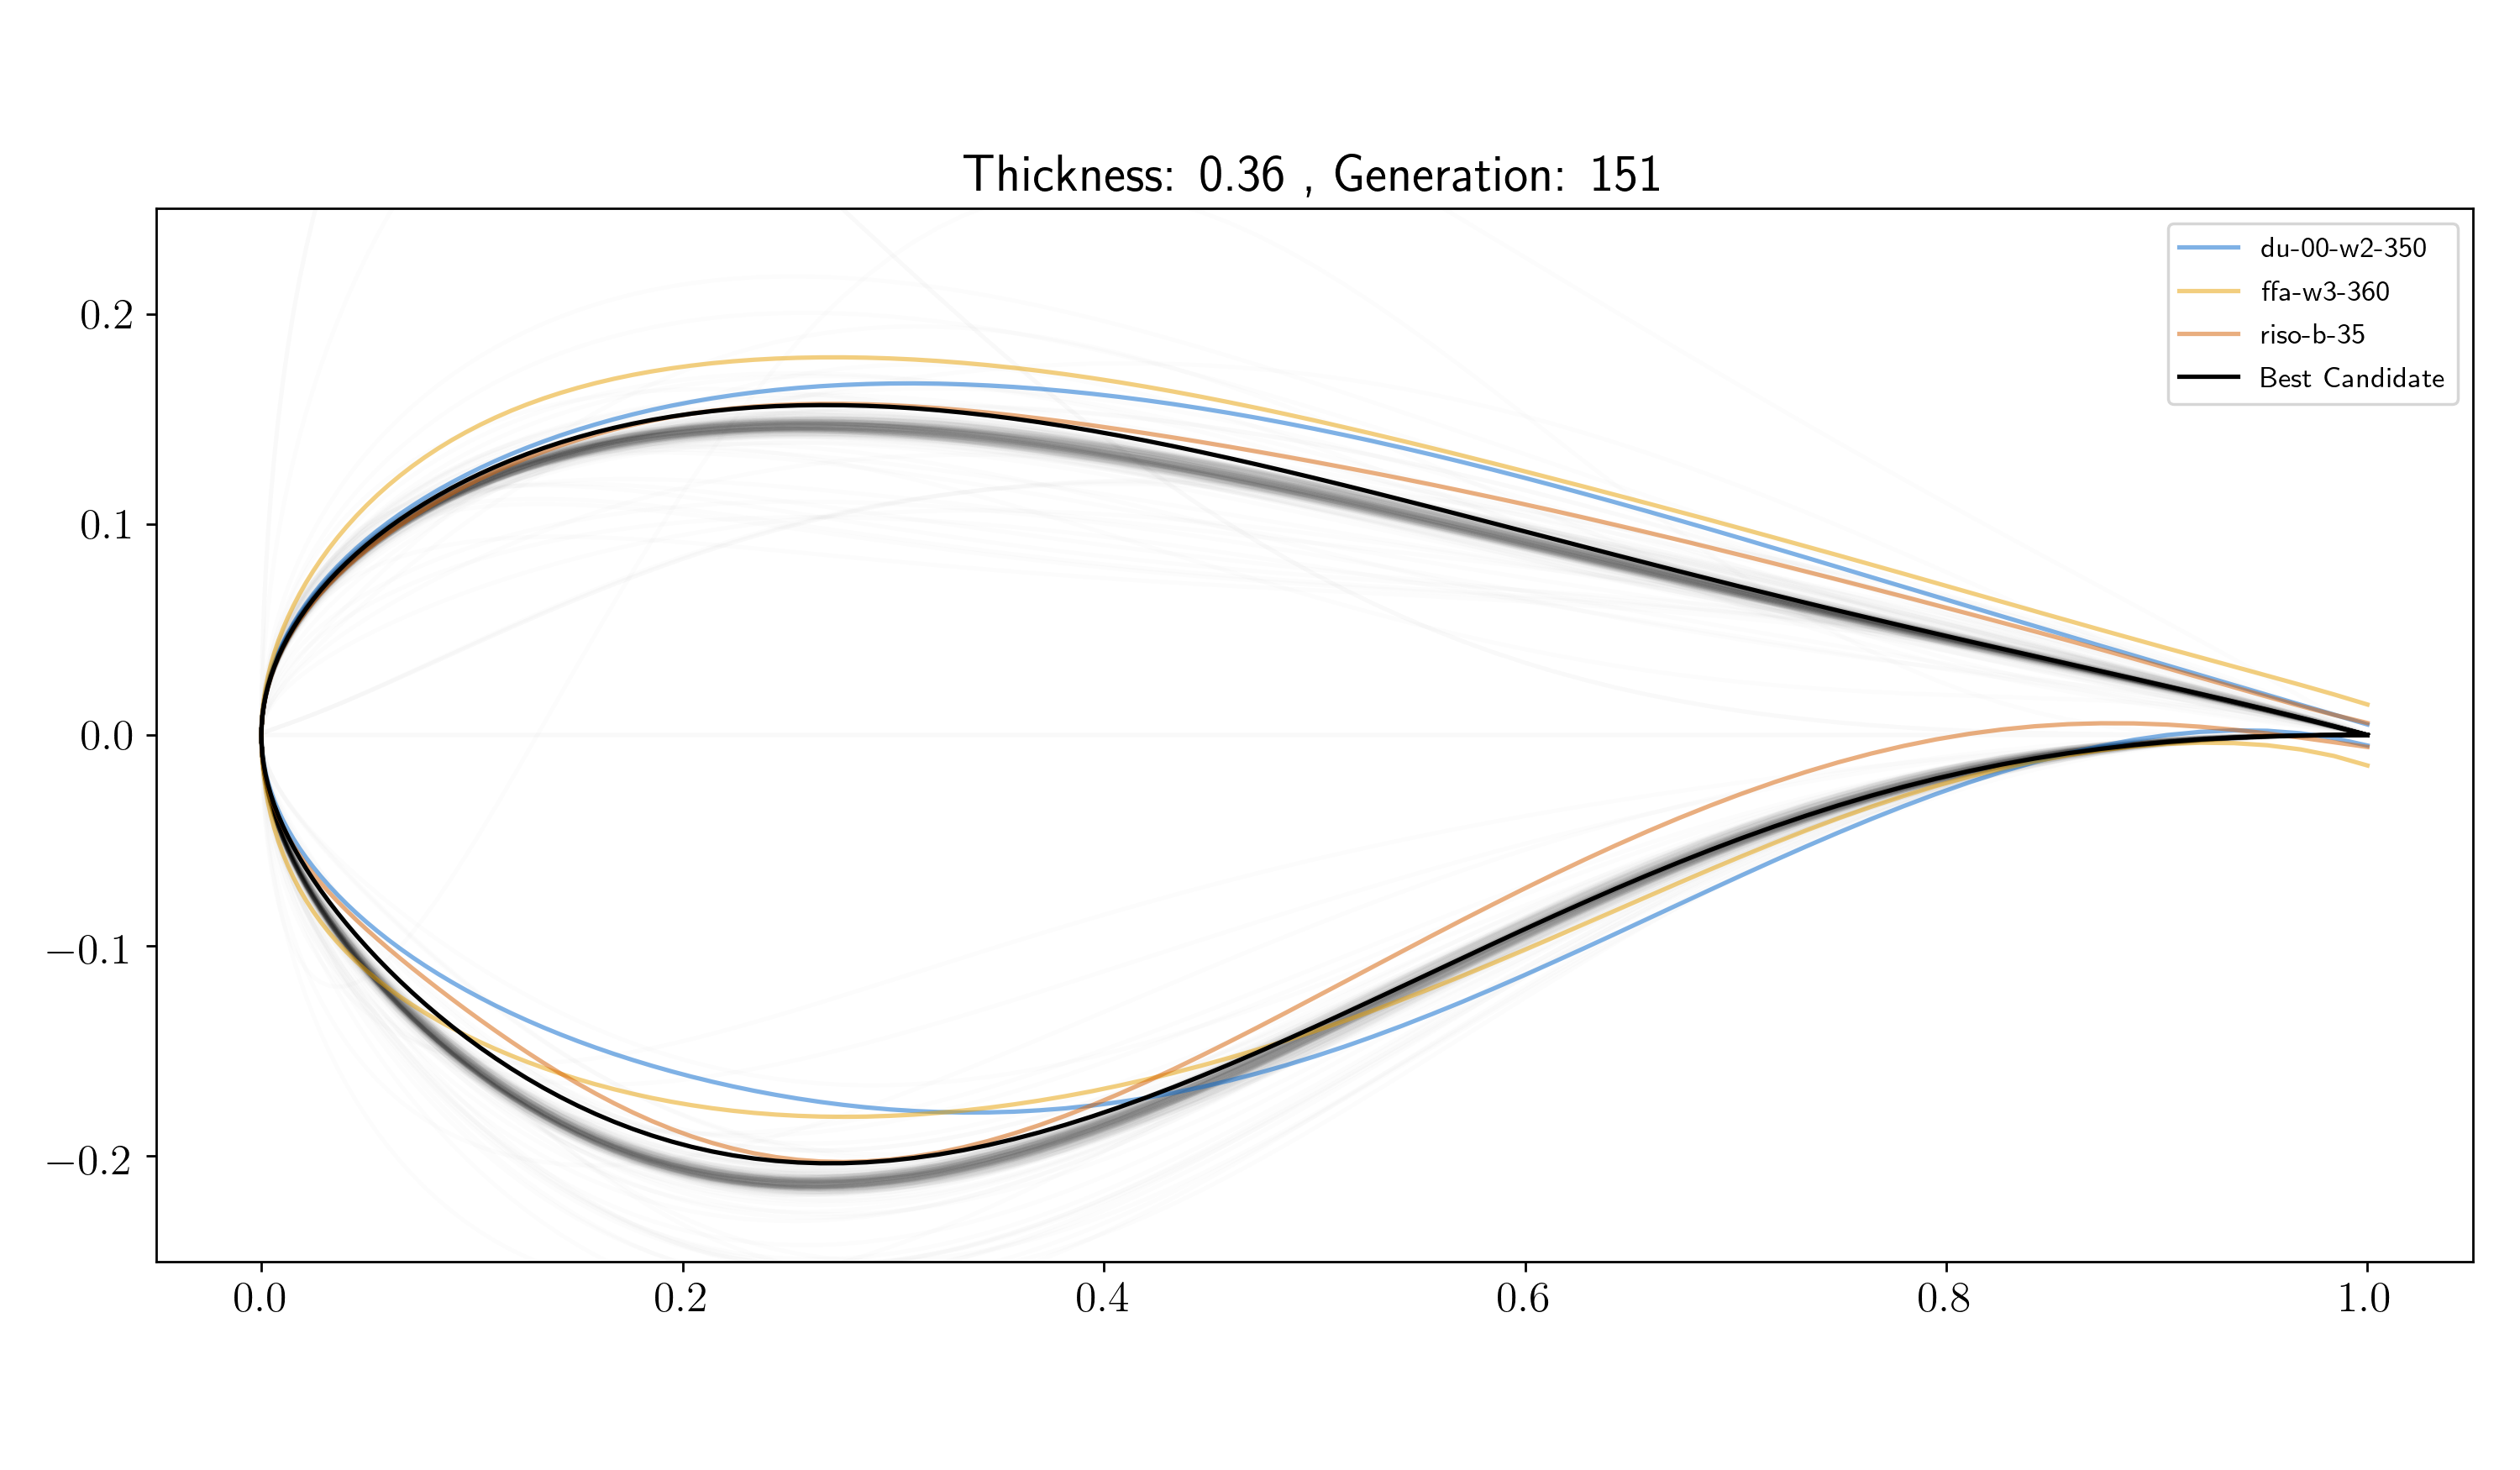 Thickness: 0.36 , Generation: 151
du-00-w2-350
ffa-w3-360
riso-b-35
Best Candidate
0.2
0.1
0.0
−0.1
−0.2
0.0 0.2 0.4 0.6 0.8 1.0